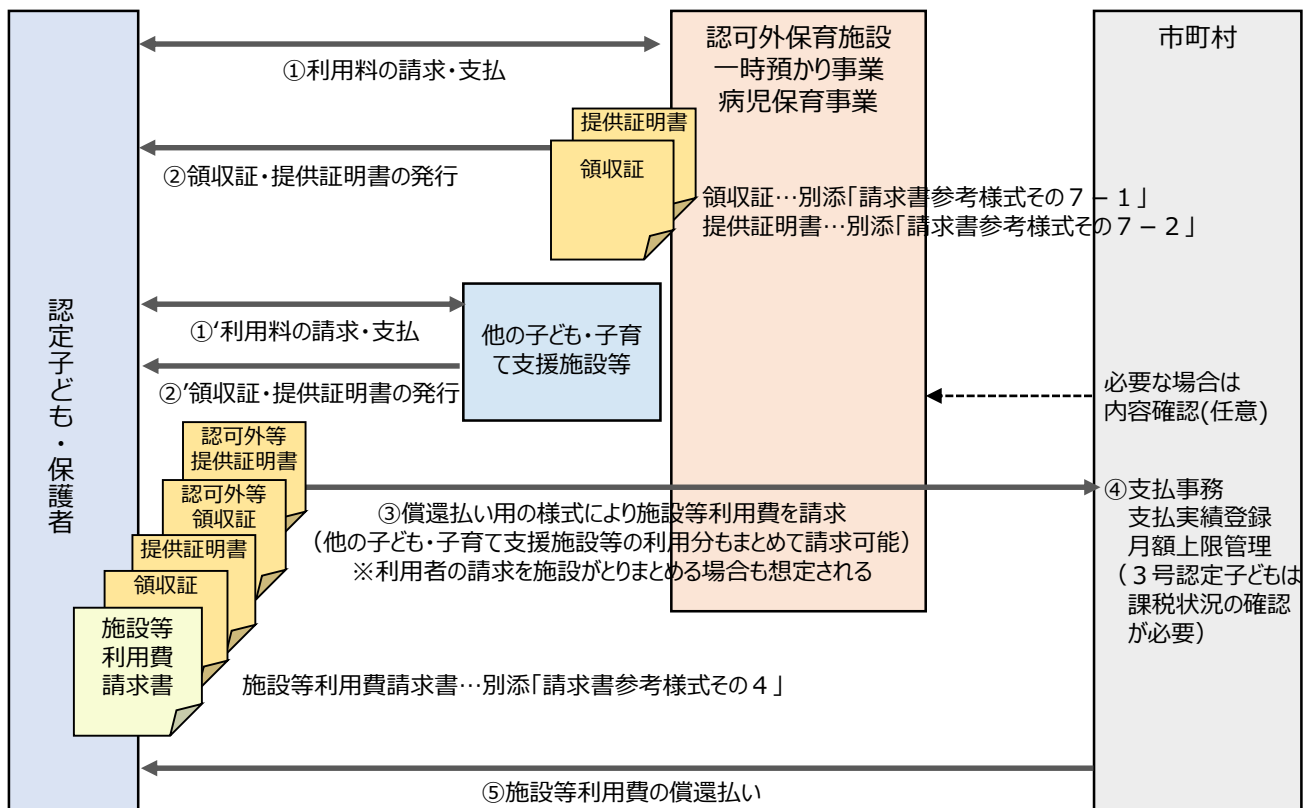 認可外保育施設
一時預かり事業
病児保育事業
市町村
①利用料の請求・支払
提供証明書
領収証
②領収証・提供証明書の発行
領収証…別添「請求書参考様式その７－１」
提供証明書…別添「請求書参考様式その７－２」
認定子ども・保護者
①‘利用料の請求・支払
他の子ども・子育
て支援施設等
②’領収証・提供証明書の発行
必要な場合は
内容確認(任意)
認可外等
提供証明書
認可外等
領収証
提供証明書
領収証
施設等
利用費
請求書
③償還払い用の様式により施設等利用費を請求
（他の子ども・子育て支援施設等の利用分もまとめて請求可能）
※利用者の請求を施設がとりまとめる場合も想定される
④支払事務
支払実績登録
月額上限管理
（３号認定子どもは
課税状況の確認
が必要）
施設等利用費請求書…別添「請求書参考様式その４」
⑤施設等利用費の償還払い